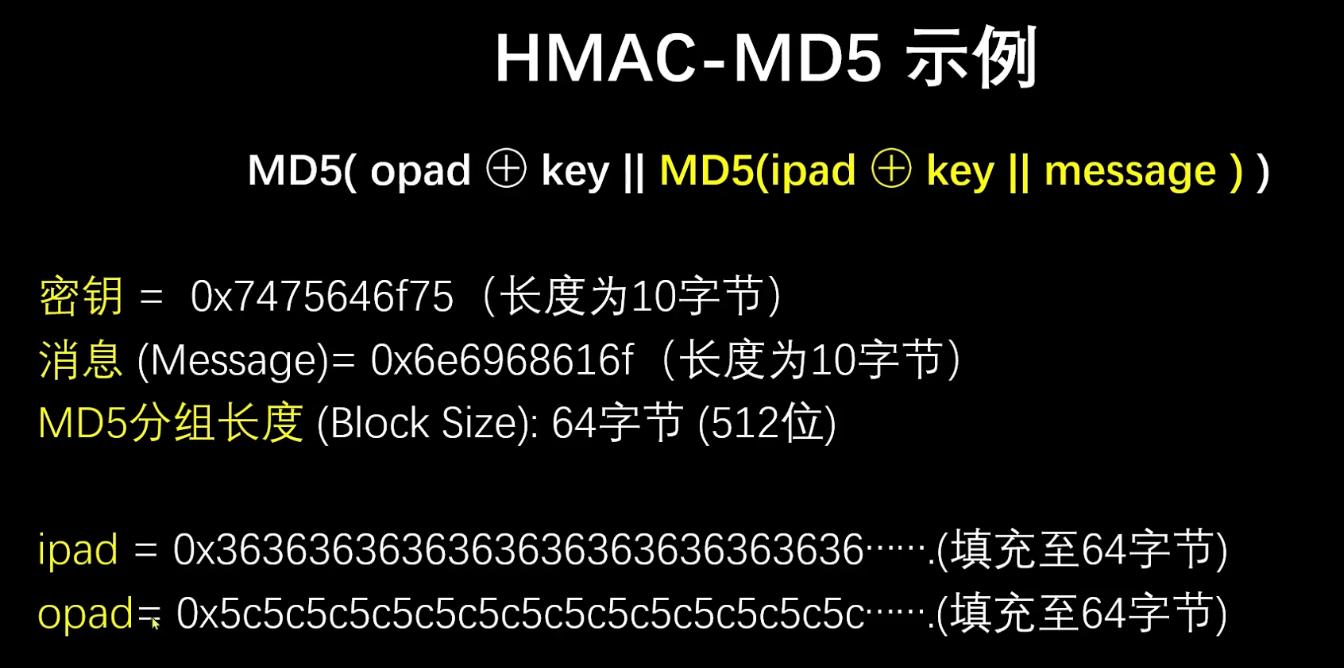 HMAC-MD5 示例
MD5( opad ⊕ key || MD5(ipad ⊕ key || message ) )
密钥 = 0x7475646f75（长度为10字节）
消息 (Message)= 0x6e6968616f（长度为10字节）
MD5分组长度 (Block Size): 64字节 (512位)
ipad = 0x36363636363636363636363636363636…….(填充至64字节)
opad= 0x5c5c5c5c5c5c5c5c5c5c5c5c5c5c5c5c…….(填充至64字节)